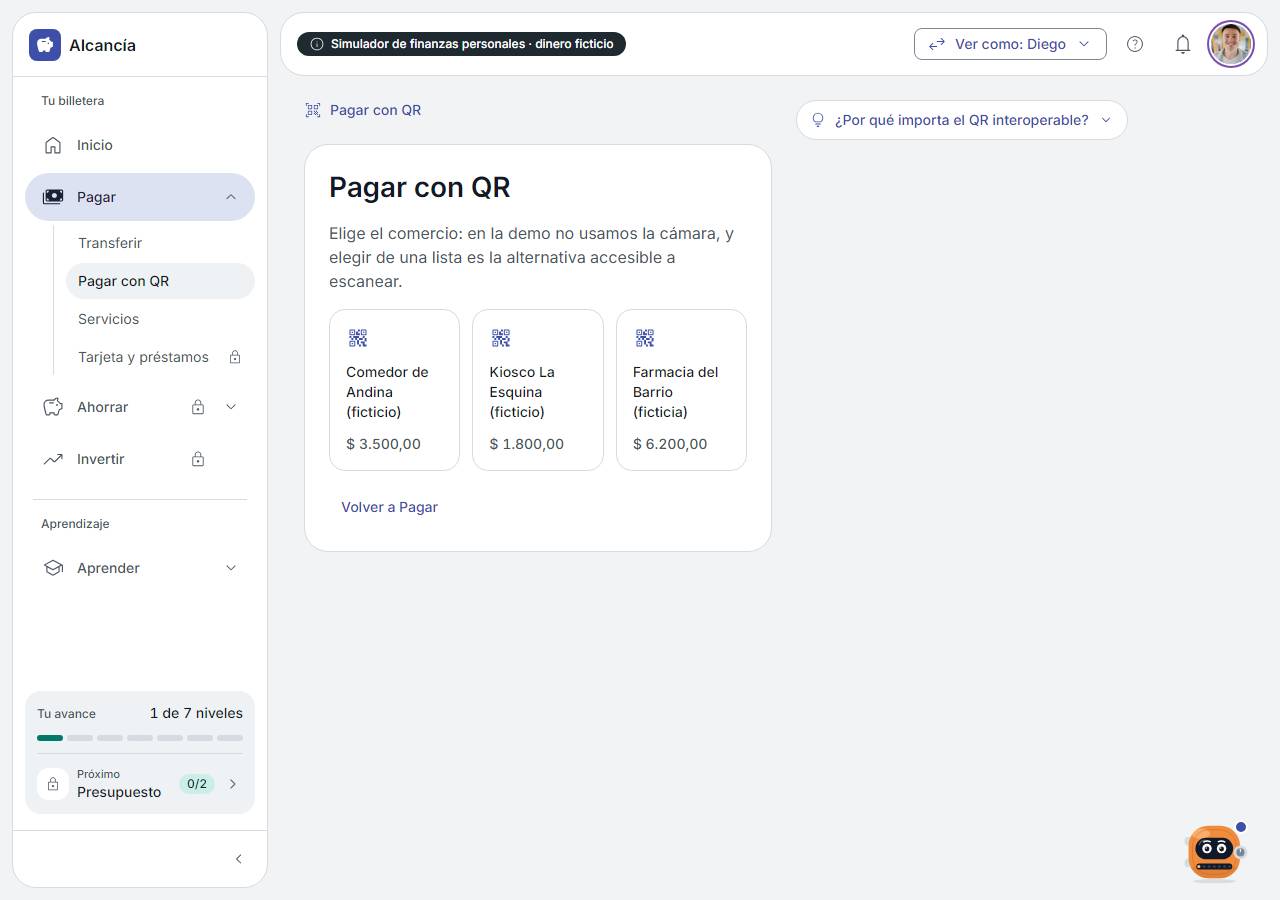 Alcancía
Tu billetera
Inicio
Pagar
Transferir
Pagar con QR
Servicios
Tarjeta y préstamos
Ahorrar
Invertir
Aprendizaje
Aprender
Tu avance
1 de 7 niveles
Próximo
Presupuesto
0/2
Simulador de finanzas personales · dinero ficticio
Ver como: Diego
Pagar con QR
¿Por qué importa el QR interoperable?
Pagar con QR
Elige el comercio: en la demo no usamos la cámara, y
elegir de una lista es la alternativa accesible a
escanear.
Comedor de
Andina
(ficticio)
$ 3.500,00
Kiosco La
Esquina
(ficticio)
$ 1.800,00
Farmacia del
Barrio
(ficticia)
$ 6.200,00
Volver a Pagar